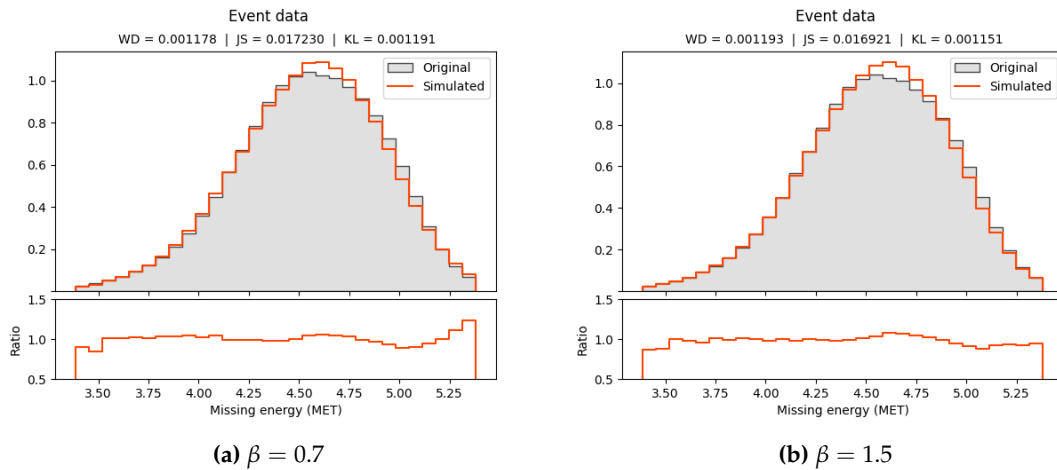 Event data
WD = 0.001178 | JS = 0.017230 | KL = 0.001191
Original
Simulated
1.0
0.8
0.6
0.4
0.2
1.5
1.0
0.5
Ratio
3.50 3.75 4.00 4.25 4.50 4.75 5.00 5.25
Missing energy (MET)
(a) β = 0.7
Event data
WD = 0.001193 | JS = 0.016921 | KL = 0.001151
Original
Simulated
1.0
0.8
0.6
0.4
0.2
1.5
1.0
0.5
Ratio
3.50 3.75 4.00 4.25 4.50 4.75 5.00 5.25
Missing energy (MET)
(b) β = 1.5